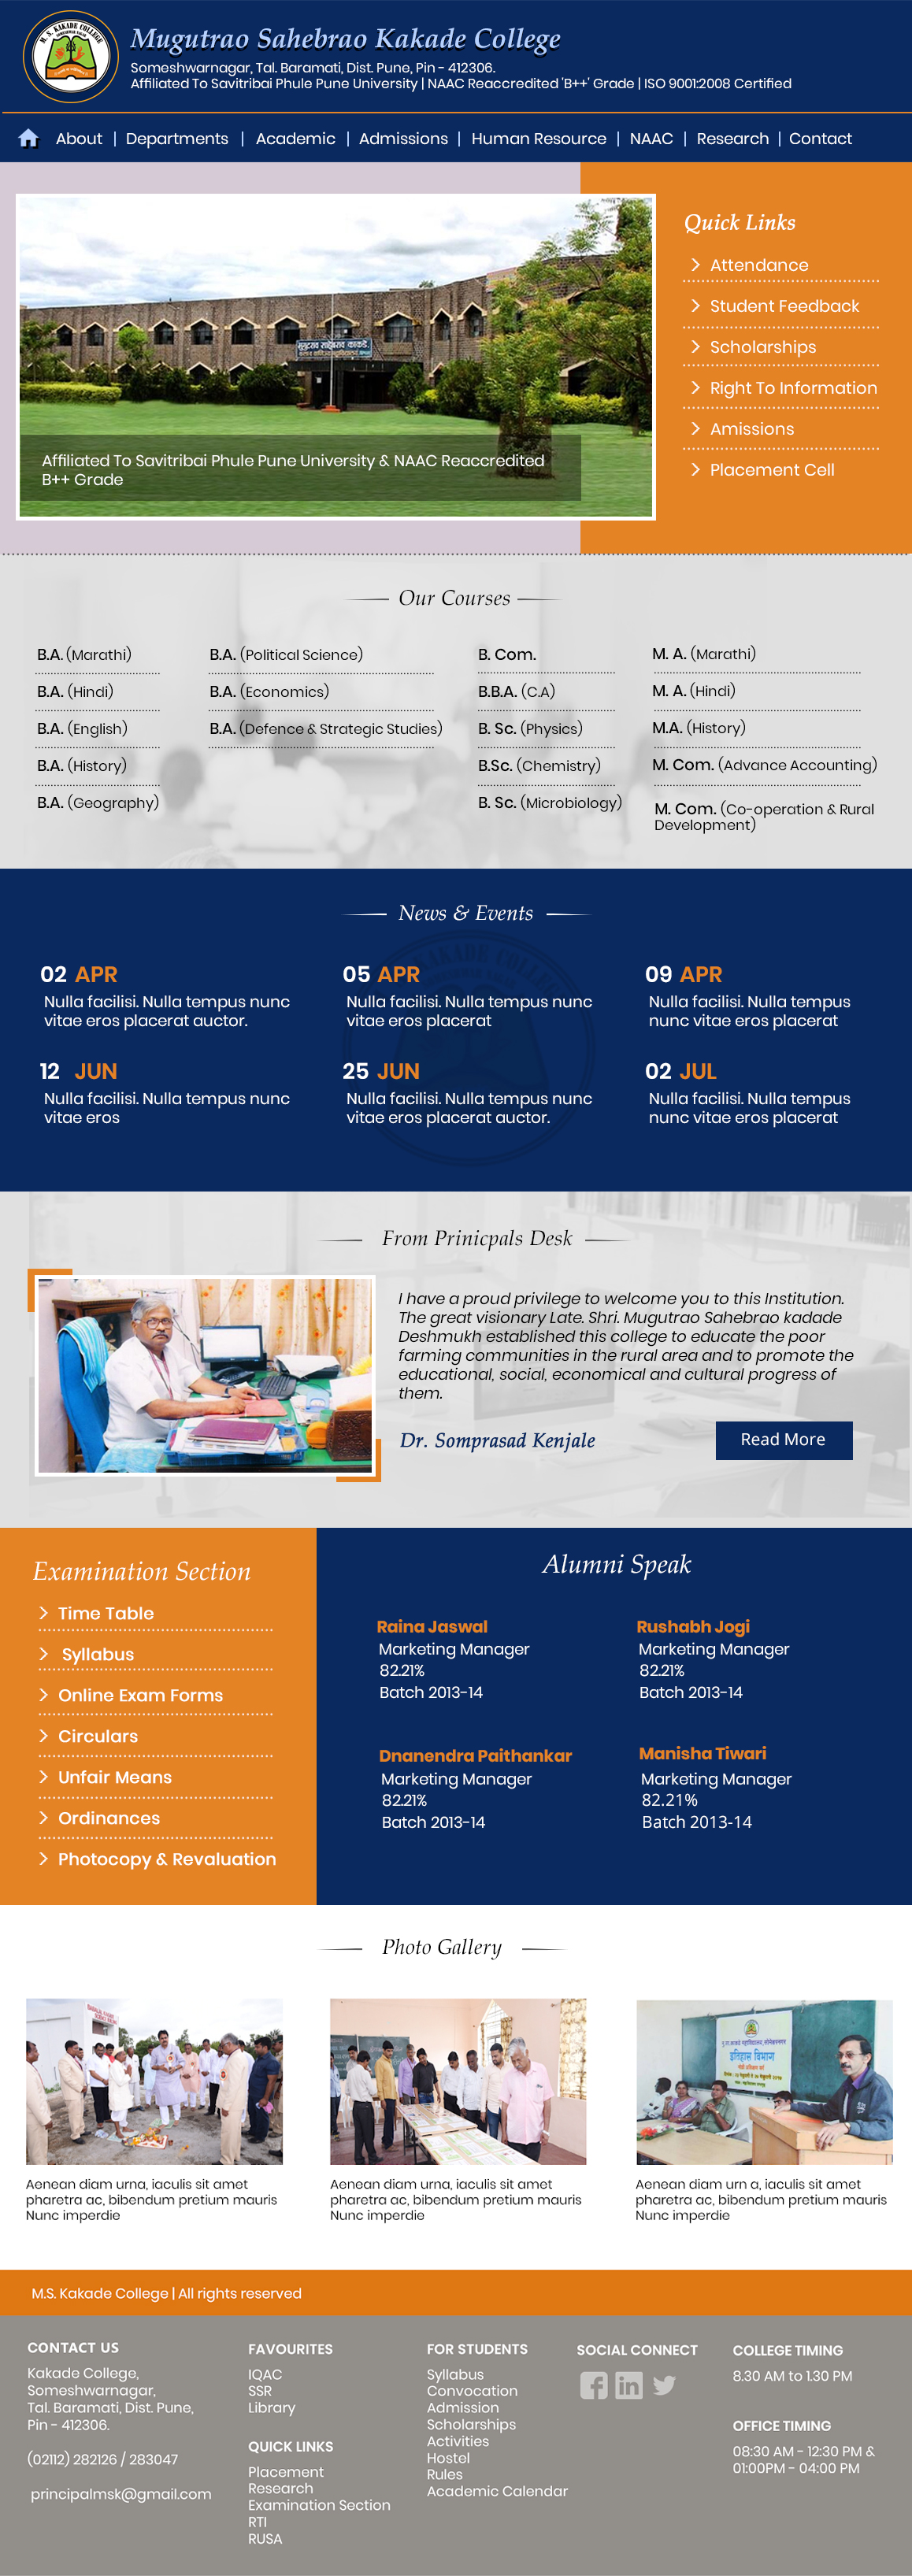 M. S. KAKADE COLLEGE
Mugutrao Sahebrao Kakade College
Someshwarnagar, Tal. Baramati, Dist. Pune, Pin - 412306.
Affiliated To Savitribai Phule Pune University | NAAC Reaccredited 'B++' Grade | ISO 9001:2008 Certified
About | Departments | Academic | Admissions | Human Resource | NAAC | Research | Contact
मुगुटराव साहेबराव काकडे
Affiliated To Savitribai Phule Pune University & NAAC Reaccredited
B++ Grade
Quick Links
Attendance
Student Feedback
Scholarships
Right To Information
Amissions
Placement Cell
Our Courses
B.A. (Marathi)
B.A. (Hindi)
B.A. (English)
B.A. (History)
B.A. (Geography)
B.A. (Political Science)
B.A. (Economics)
B.A. (Defence & Strategic Studies)
B. Com.
B.B.A. (C.A)
B. Sc. (Physics)
B.Sc. (Chemistry)
B. Sc. (Microbiology)
M. A. (Marathi)
M. A. (Hindi)
M.A. (History)
M. Com. (Advance Accounting)
M. Com. (Co-operation & Rural
Development)
News & Events
02 APR
Nulla facilisi. Nulla tempus nunc
vitae eros placerat auctor.
05 APR
Nulla facilisi. Nulla tempus nunc
vitae eros placerat
09 APR
Nulla facilisi. Nulla tempus
nunc vitae eros placerat
12 JUN
Nulla facilisi. Nulla tempus nunc
vitae eros
25 JUN
Nulla facilisi. Nulla tempus nunc
vitae eros placerat auctor.
02 JUL
Nulla facilisi. Nulla tempus
nunc vitae eros placerat
From Prinicpals Desk
I have a proud privilege to welcome you to this Institution.
The great visionary Late. Shri. Mugutrao Sahebrao kadade
Deshmukh established this college to educate the poor
farming communities in the rural area and to promote the
educational, social, economical and cultural progress of
them.
Dr. Somprasad Kenjale
Read More
Examination Section
Time Table
Syllabus
Online Exam Forms
Circulars
Unfair Means
Ordinances
Photocopy & Revaluation
Alumni Speak
Raina Jaswal
Marketing Manager
82.21%
Batch 2013-14
Rushabh Jogi
Marketing Manager
82.21%
Batch 2013-14
Dnanendra Paithankar
Marketing Manager
82.21%
Batch 2013-14
Manisha Tiwari
Marketing Manager
82.21%
Batch 2013-14
Photo Gallery
इतिहास विभाग
Aenean diam urna, iaculis sit amet
pharetra ac, bibendum pretium mauris
Nunc imperdie
Aenean diam urna, iaculis sit amet
pharetra ac, bibendum pretium mauris
Nunc imperdie
Aenean diam urn a, iaculis sit amet
pharetra ac, bibendum pretium mauris
Nunc imperdie
M.S. Kakade College | All rights reserved
CONTACT US
Kakade College,
Someshwarnagar,
Tal. Baramati, Dist. Pune,
Pin - 412306.
(02112) 282126 / 283047
principalmsk@gmail.com
FAVOURITES
IQAC
SSR
Library
QUICK LINKS
Placement
Research
Examination Section
RTI
RUSA
FOR STUDENTS
Syllabus
Convocation
Admission
Scholarships
Activities
Hostel
Rules
Academic Calendar
SOCIAL CONNECT
COLLEGE TIMING
8.30 AM to 1.30 PM
OFFICE TIMING
08:30 AM - 12:30 PM &
01:00PM - 04:00 PM